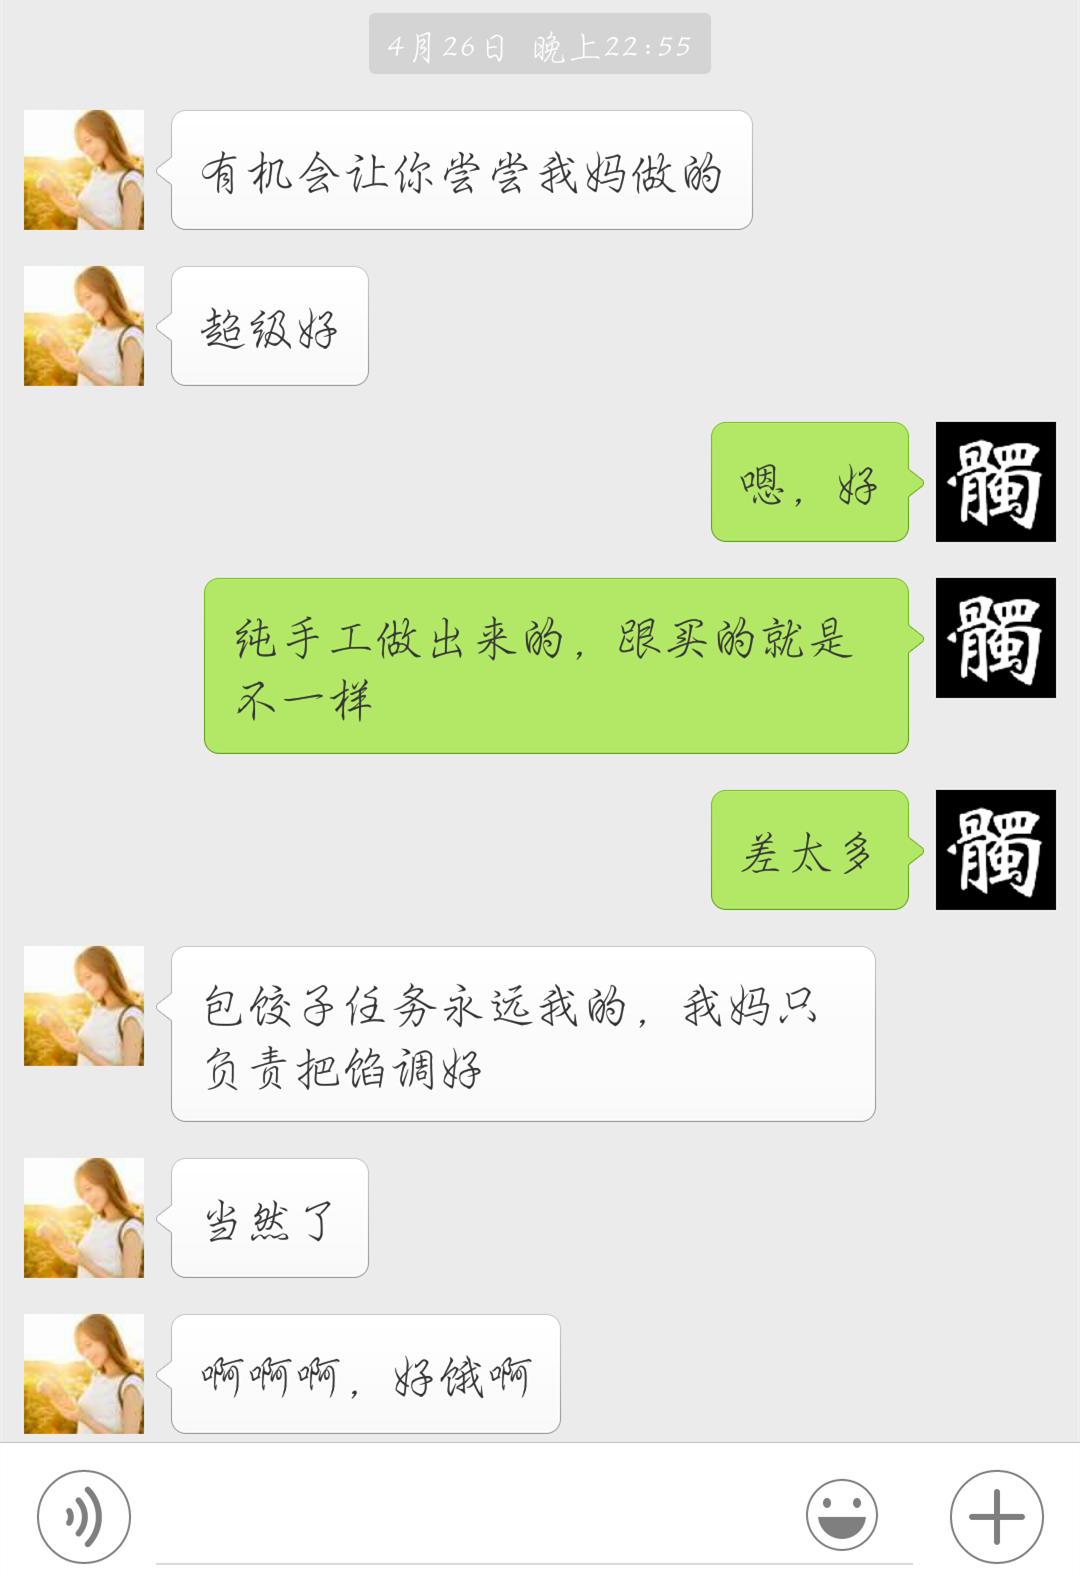 4月26日 晚上22:55
有机会让你尝尝我妈做的
超级好
嗯，好
髑
纯手工做出来的，跟买的就是
不一样
髑
差太多
髑
包饺子任务永远我的，我妈只
负责把馅调好
当然了
啊啊啊，好饿啊